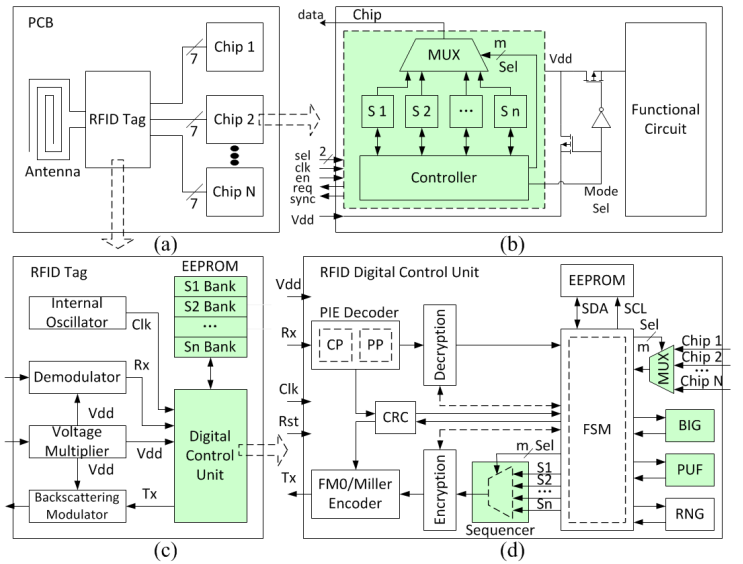 PCB
Antenna
RFID Tag
7
Chip 1
7
Chip 2
7
Chip N
(a)
data
Chip
MUX
m
Sel
S 1
S 2
...
S n
Controller
sel
2
clk
en
req
sync
Vdd
Vdd
Mode
Sel
Functional
Circuit
(b)
RFID Tag
EEPROM
S1 Bank
S2 Bank
...
Sn Bank
Internal
Oscillator
Clk
Demodulator
Rx
Vdd
Voltage
Multiplier
Vdd
Vdd
Backscattering
Modulator
Tx
Digital
Control
Unit
(c)
RFID Digital Control Unit
Vdd
Rx
Clk
Rst
Tx
PIE Decoder
CP
PP
Decryption
CRC
FM0/Miller
Encoder
Encryption
Sequencer
m
Sel
S1
S2
...
Sn
EEPROM
SDA
SCL
FSM
Sel
m
MUX
Chip 1
Chip 2
...
Chip N
BIG
PUF
RNG
(d)